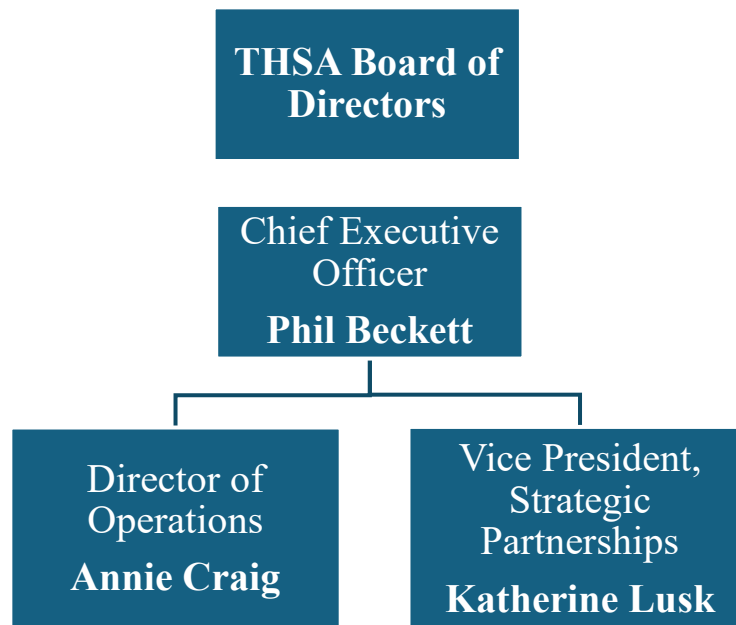 THSA Board of
Directors
Chief Executive
Officer
Phil Beckett
Director of
Operations
Annie Craig
Vice President,
Strategic
Partnerships
Katherine Lusk